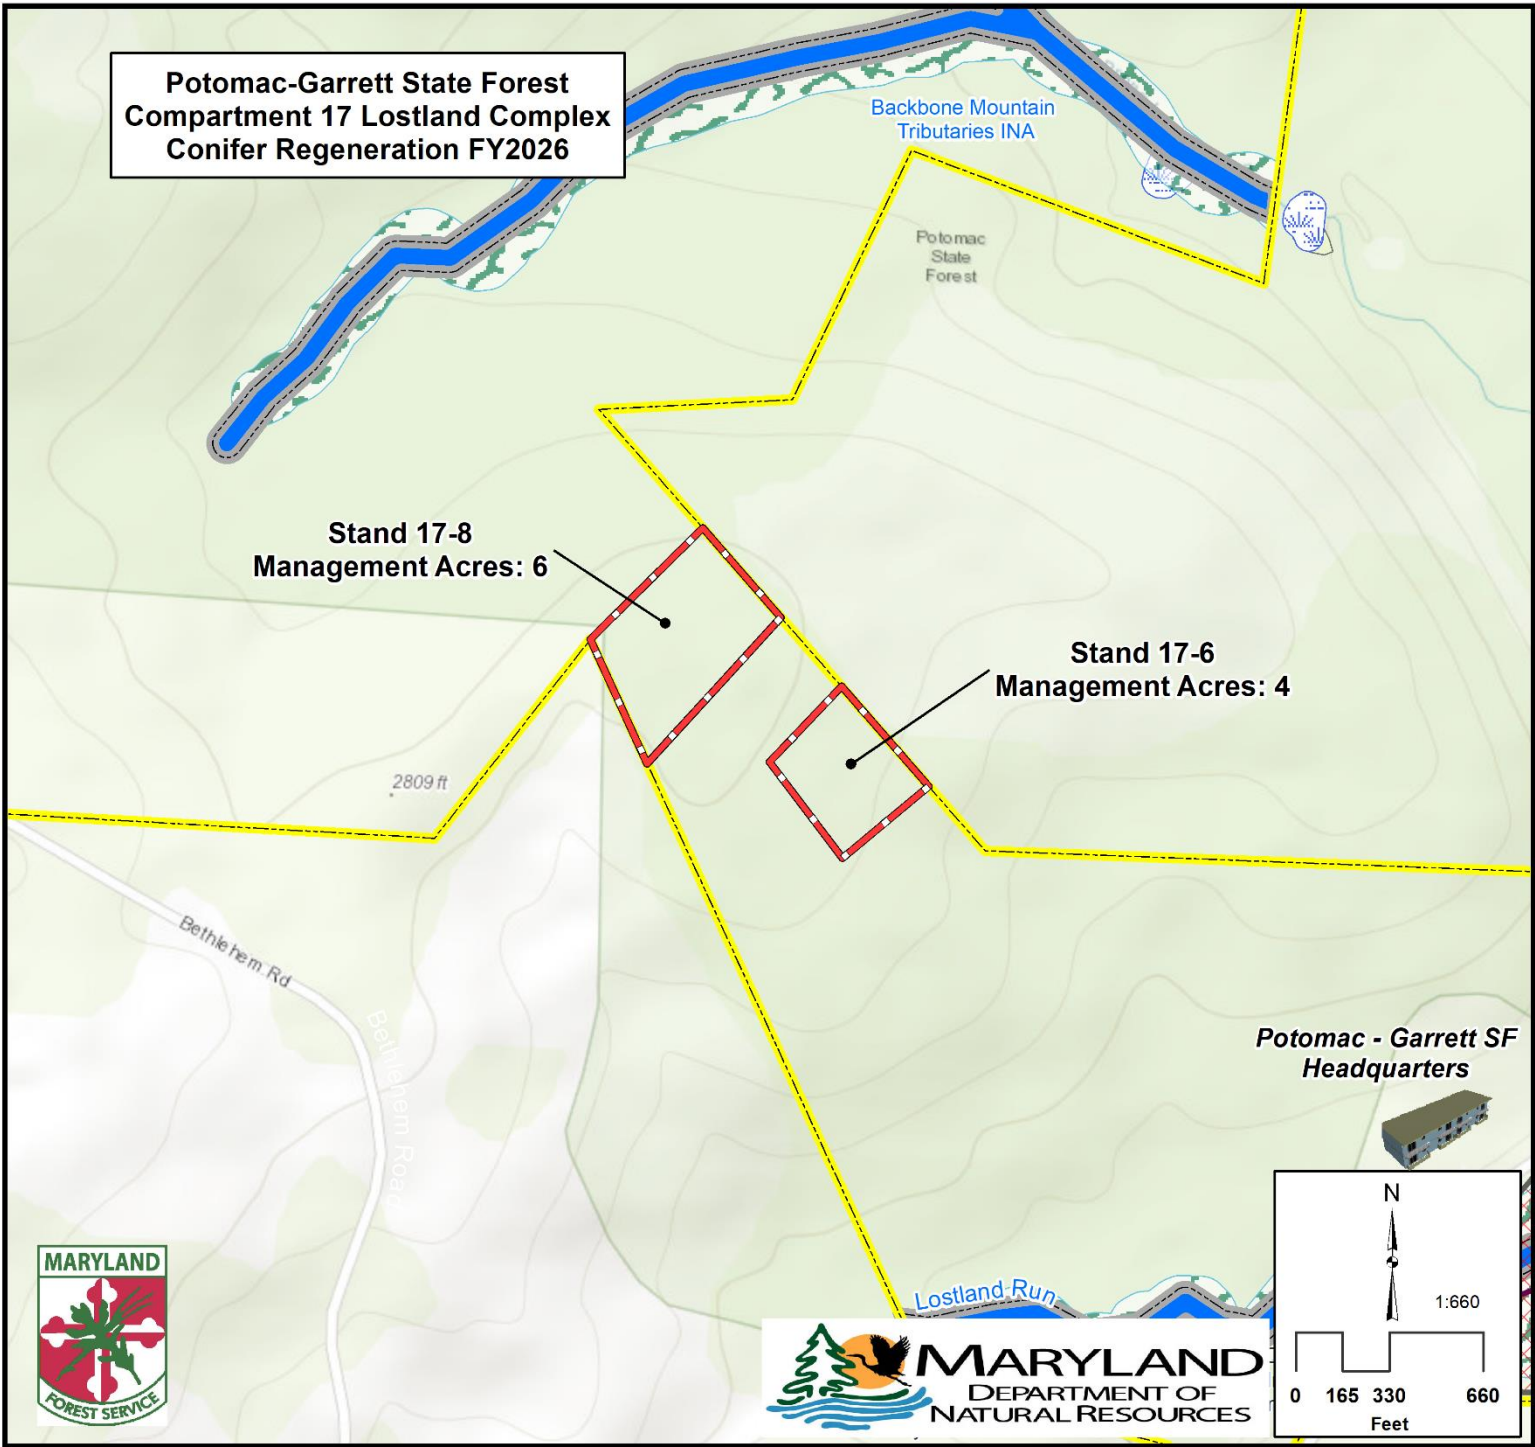 Potomac-Garrett State Forest
Compartment 17 Lostland Complex
Conifer Regeneration FY2026
Backbone Mountain
Tributaries INA
Potomac
State
Forest
Stand 17-8
Management Acres: 6
Stand 17-6
Management Acres: 4
2809 ft
Bethlehem Rd
Bethlehem Road
Potomac - Garrett SF
Headquarters
Lostland Run
N
1:660
0 165 330 660
Feet
MARYLAND
FOREST SERVICE
MARYLAND
DEPARTMENT OF
NATURAL RESOURCES